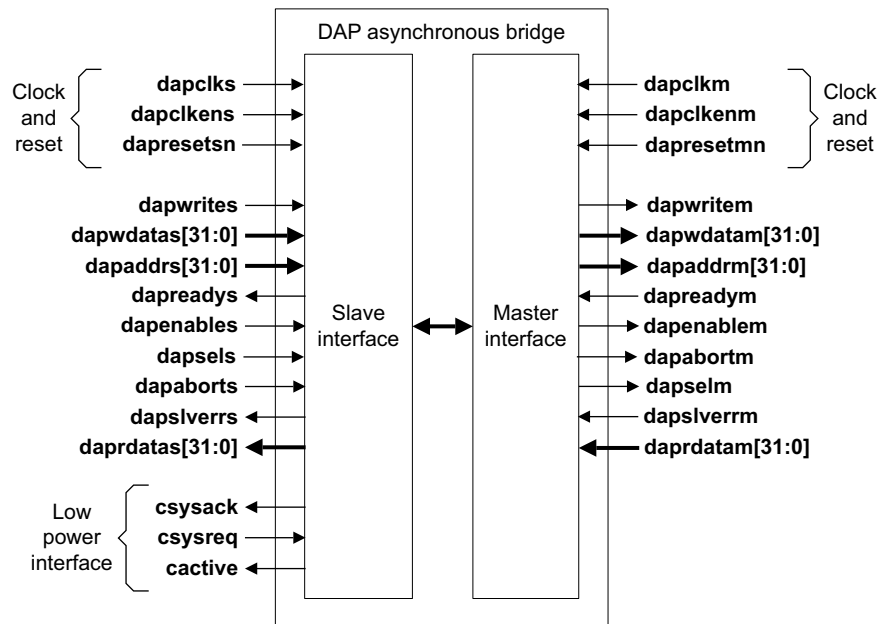 DAP asynchronous bridge
Clock
and
reset
dapclks
dapclkens
dapresetsn
dapwrites
dapwdatas[31:0]
dapaddrs[31:0]
dapreadys
dapenables
dapsels
dapaborts
dapslverrs
daprdatas[31:0]
Low
power
interface
csysack
csysreq
cactive
Slave
interface
Master
interface
dapclkm
dapclkenm
dapresetmn
Clock
and
reset
dapwritem
dapwdatam[31:0]
dapaddrm[31:0]
dapreadym
dapenablem
dapabortm
dapselm
dapslverrm
daprdatam[31:0]